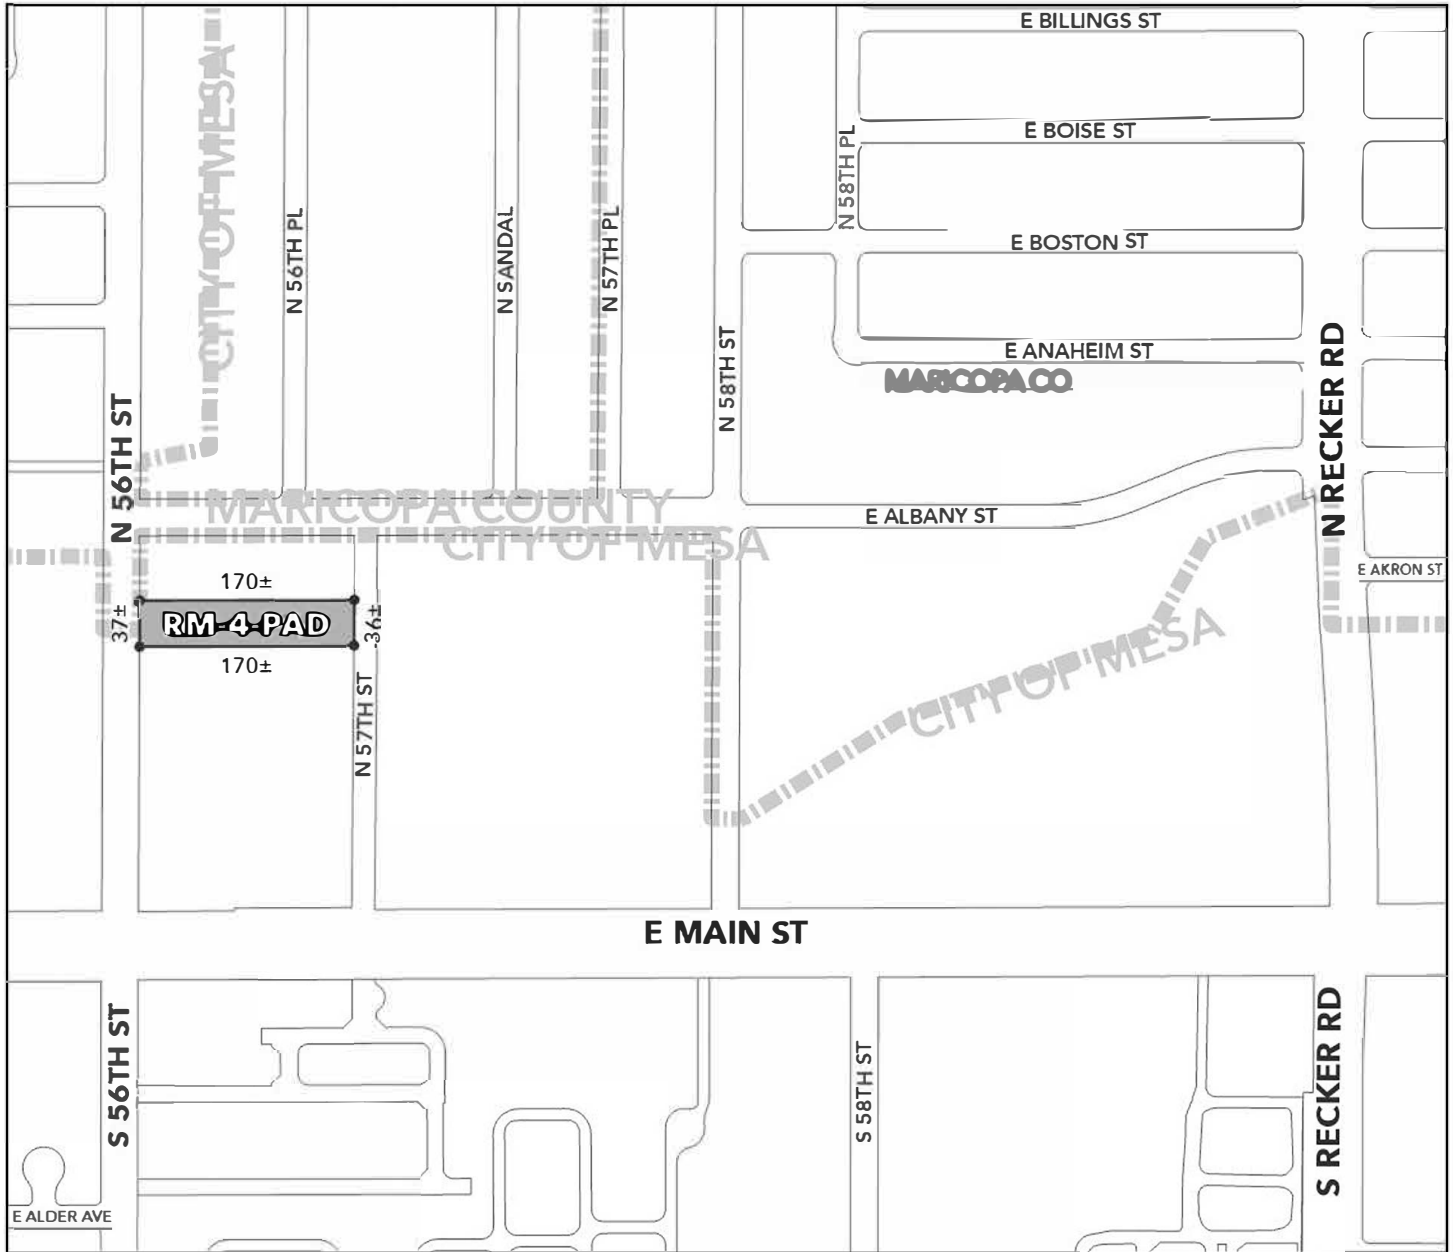 E BILLINGS ST
E BOISE ST
N 58TH PL
E BOSTON ST
CITY OF MESA
N 56TH PL
N SANDAL
N 57TH PL
N 58TH ST
E ANAHEIM ST
MARICOPA CO
N RECKER RD
N 56TH ST
MARICOPA COUNTY
CITY OF MESA
E ALBANY ST
E AKRON ST
170±
37±
RM-4-PAD
36±
170±
CITY OF MESA
N 57TH ST
E MAIN ST
S 56TH ST
S 58TH ST
S RECKER RD
E ALDER AVE